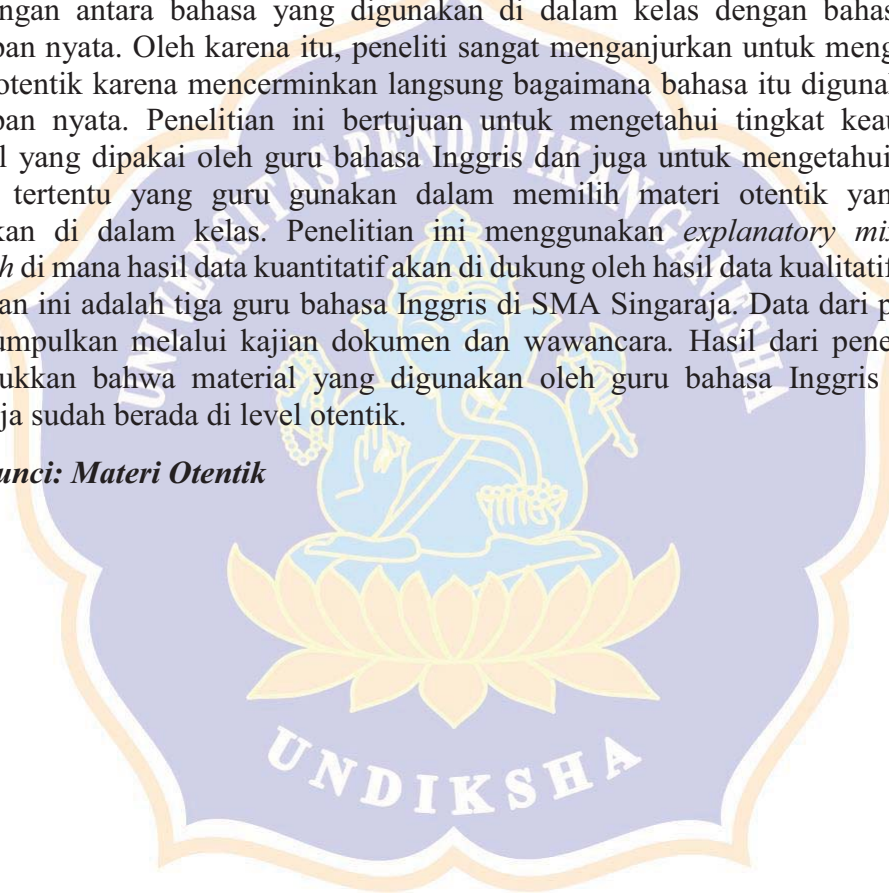 ngan antara bahasa yang digunakan di dalam kelas dengan bahas
ban nyata. Oleh karena itu, peneliti sangat menganjurkan untuk meng
otentik karena mencerminkan langsung bagaimana bahasa itu diguna
ban nyata. Penelitian ini bertujuan untuk mengetahui tingkat keau
l yang dipakai oleh guru bahasa Inggris dan juga untuk mengetahui
tertentu yang guru gunakan dalam memilih materi otentik yan
kan di dalam kelas. Penelitian ini menggunakan explanatory mi
h di mana hasil data kuantitatif akan di dukung oleh hasil data kualitatif
an ini adalah tiga guru bahasa Inggris di SMA Singaraja. Data dari p
umpulkan melalui kajian dokumen dan wawancara. Hasil dari pene
ukkan bahwa material yang digunakan oleh guru bahasa Inggris
ja sudah berada di level otentik.
unci: Materi Otentik
UNIVERSITAS PENDIDIKAN GANESHA
UNDIKSHA